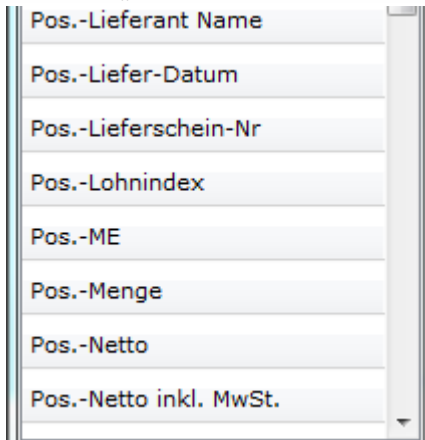 Pos.-Lieferant Name
Pos.-Liefer-Datum
Pos.-Lieferschein-Nr
Pos.-Lohnindex
Pos.-ME
Pos.-Menge
Pos.-Netto
Pos.-Netto inkl. MwSt.